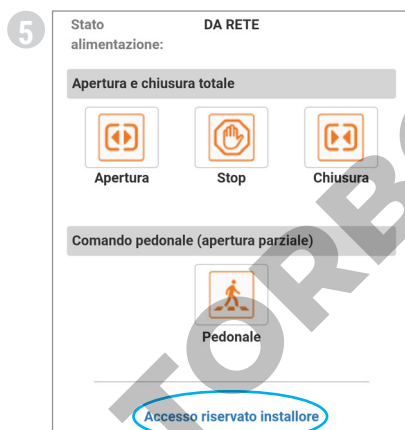 5
Stato DA RETE
alimentazione:
Apertura e chiusura totale
Apertura Stop Chiusura
Comando pedonale (apertura parziale)
Pedonale
Accesso riservato installore